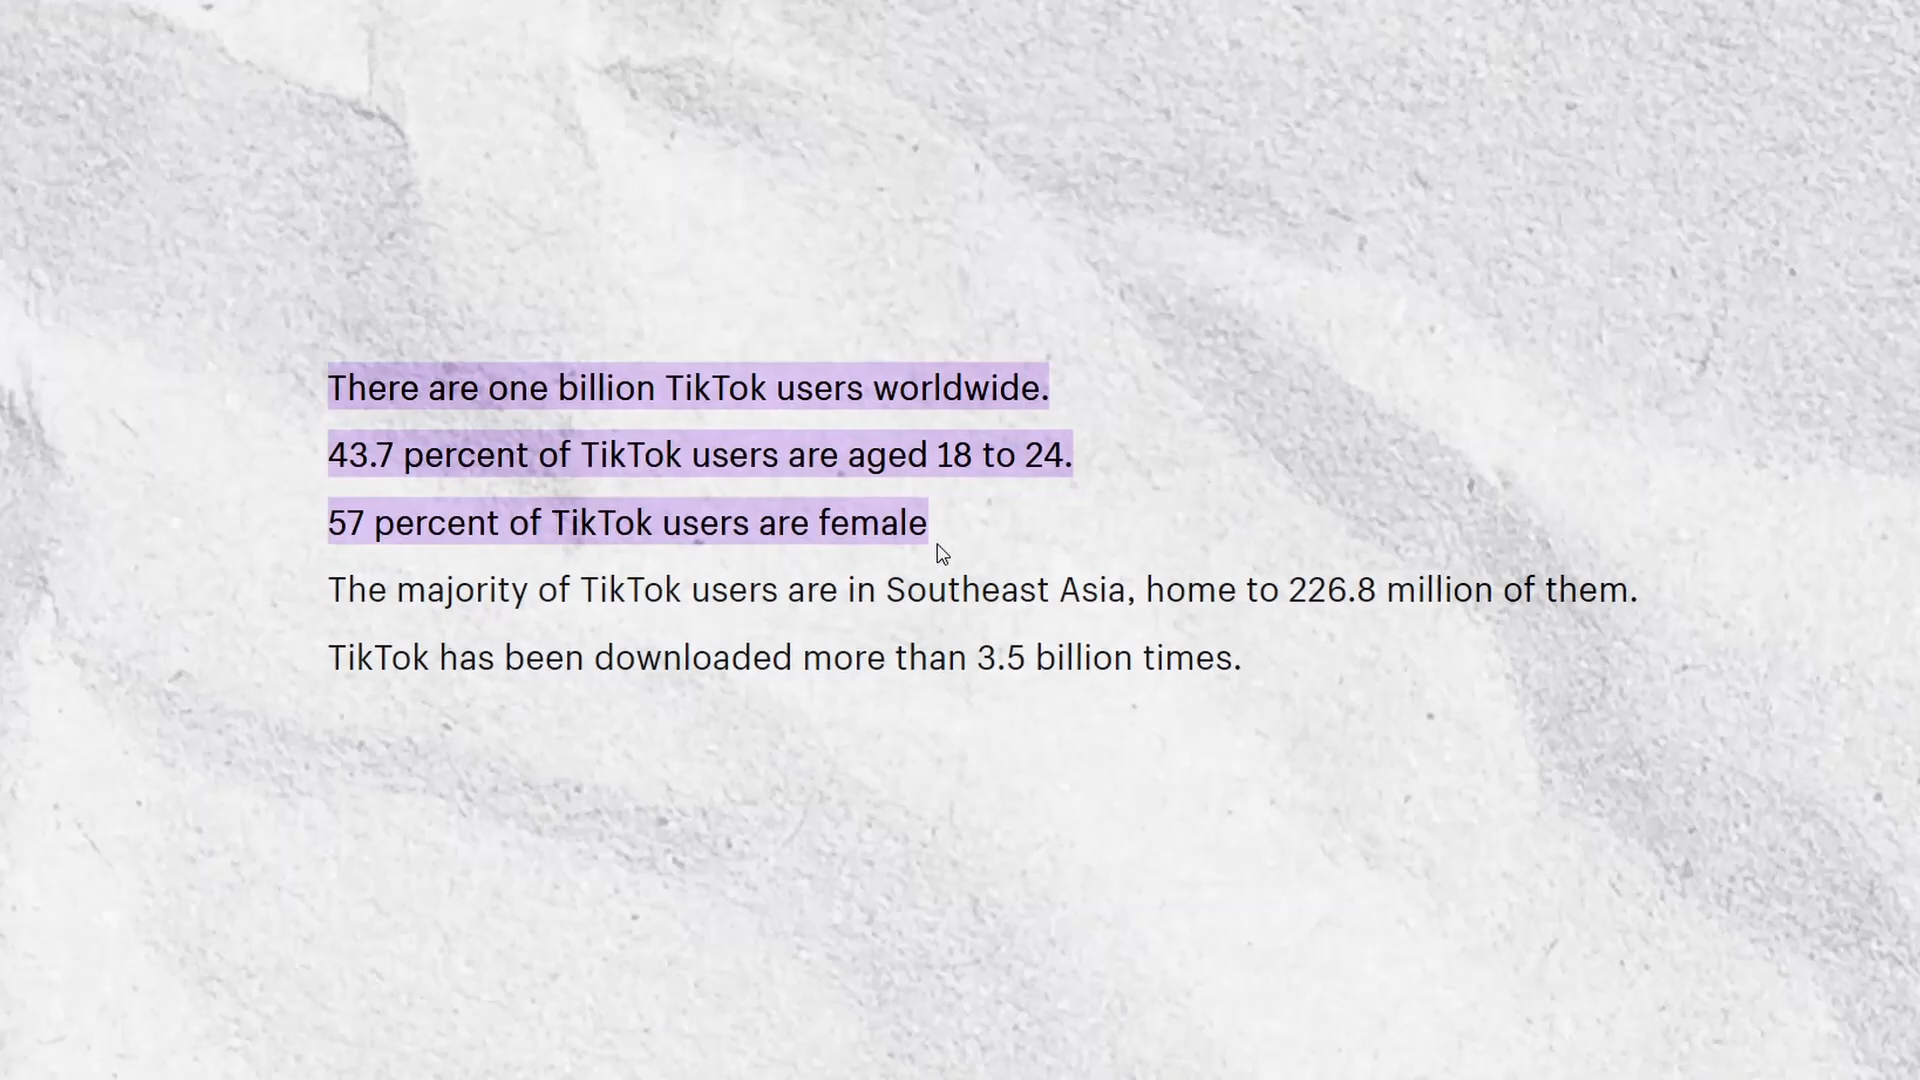 There are one billion TikTok users worldwide.
43.7 percent of TikTok users are aged 18 to 24.
57 percent of TikTok users are female
The majority of TikTok users are in Southeast Asia, home to 226.8 million of them.
TikTok has been downloaded more than 3.5 billion times.